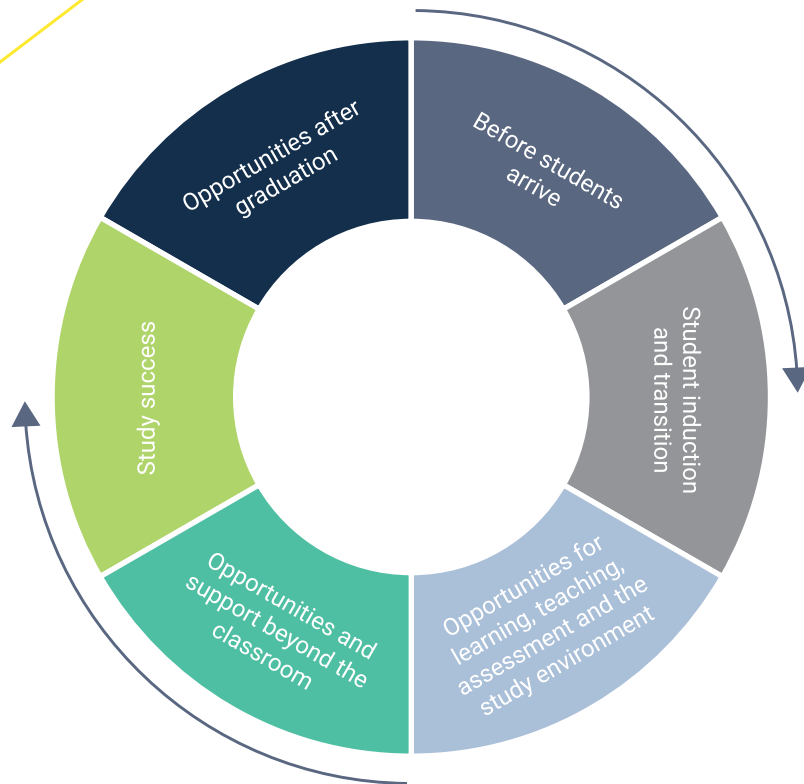 Before students
arrive
Student induction
and transition
Opportunities for
learning, teaching,
assessment and the
study environment
Opportunities and
support beyond the
classroom
Study success
Opportunities after
graduation